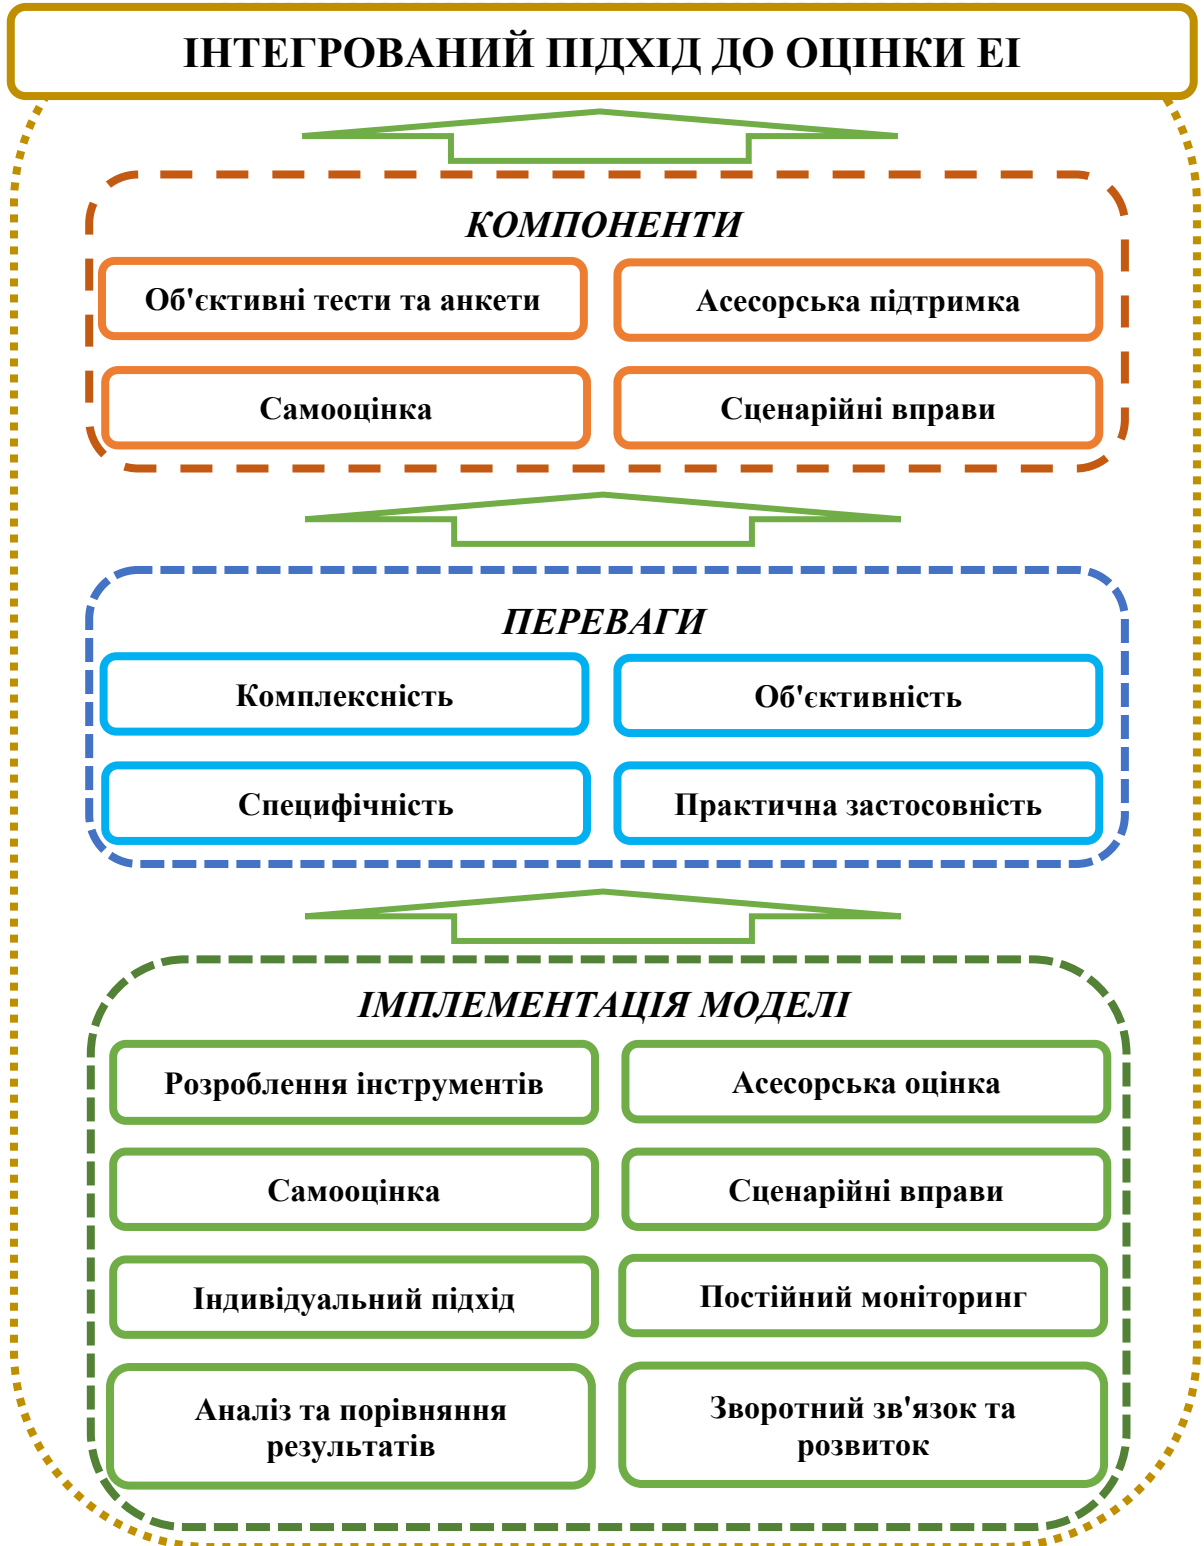 ІНТЕГРОВАНИЙ ПІДХІД ДО ОЦІНКИ ЕІ
КОМПОНЕНТИ
Об'єктивні тести та анкети
Асесорська підтримка
Самооцінка
Сценарійні вправи
ПЕРЕВАГИ
Комплексність
Об'єктивність
Специфічність
Практична застосовність
ІМПЛЕМЕНТАЦІЯ МОДЕЛІ
Розроблення інструментів
Асесорська оцінка
Самооцінка
Сценарійні вправи
Індивідуальний підхід
Постійний моніторинг
Аналіз та порівняння
результатів
Зворотний зв'язок та
розвиток